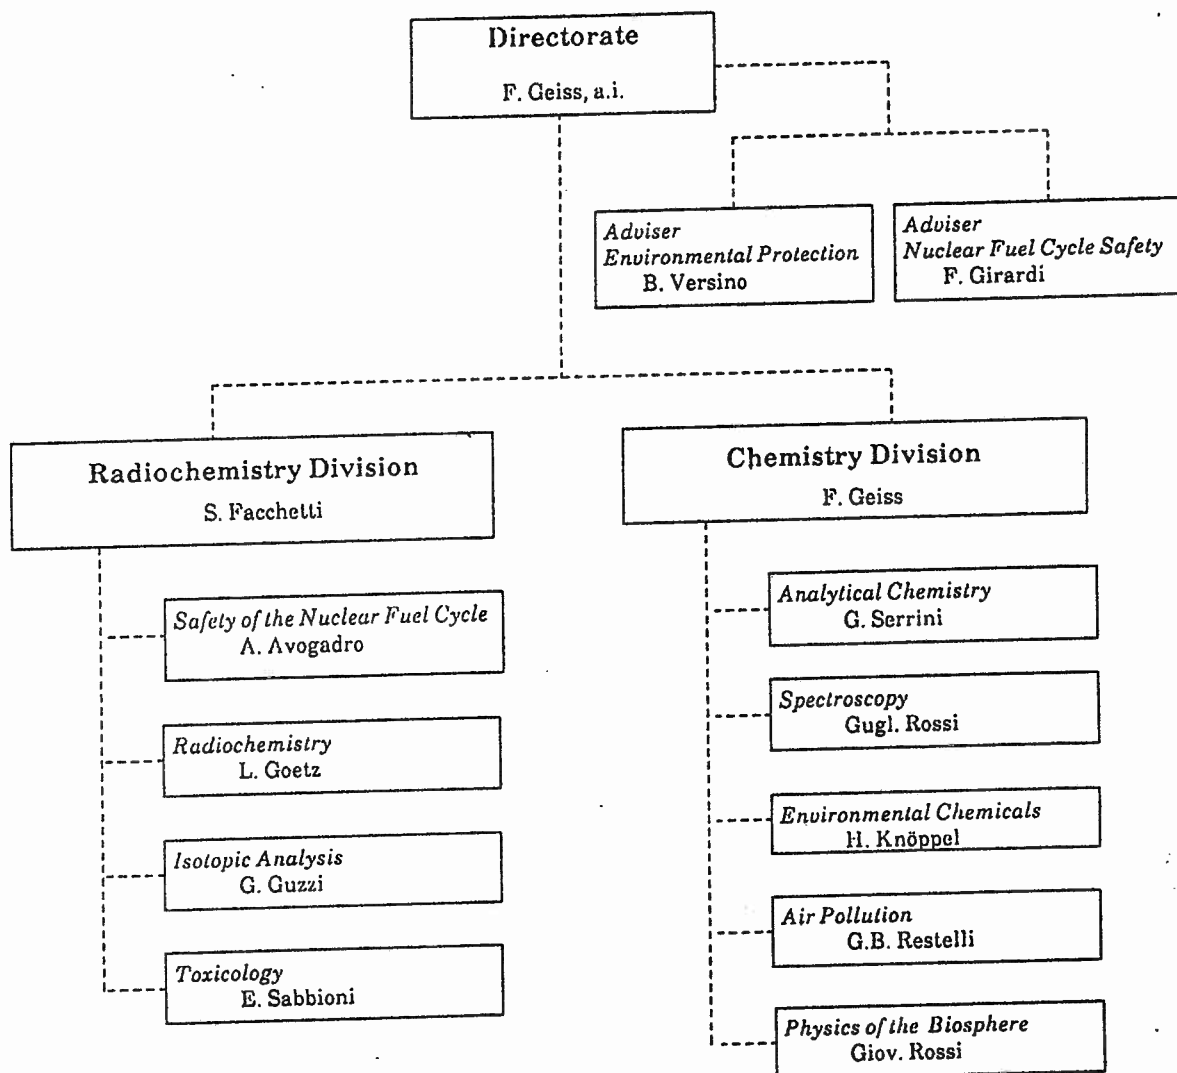 Directorate
F. Geiss, a.i.
Adviser
Environmental Protection
B. Versino
Adviser
Nuclear Fuel Cycle Safety
F. Girardi
Radiochemistry Division
S. Facchetti
Safety of the Nuclear Fuel Cycle
A. Avogadro
Radiochemistry
L. Goetz
Isotopic Analysis
G. Guzzi
Toxicology
E. Sabbioni
Chemistry Division
F. Geiss
Analytical Chemistry
G. Serrini
Spectroscopy
Gugl. Rossi
Environmental Chemicals
H. Knöppel
Air Pollution
G.B. Restelli
Physics of the Biosphere
Giov. Rossi